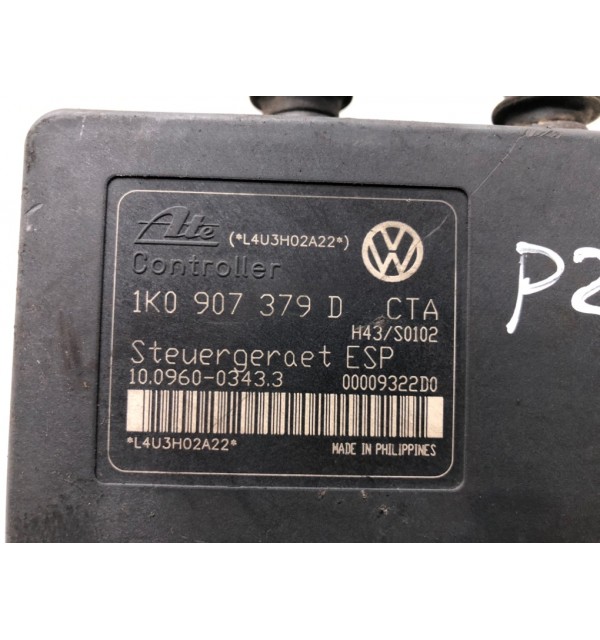 Ate (*L4U3H02A22*)
Controller
1K0 907 379 D CTA
H43/S0102
Steuergeraet ESP
10.0960-0343.3 00009322D0
*L4U3H02A22* MADE IN PHILIPPINES
P2